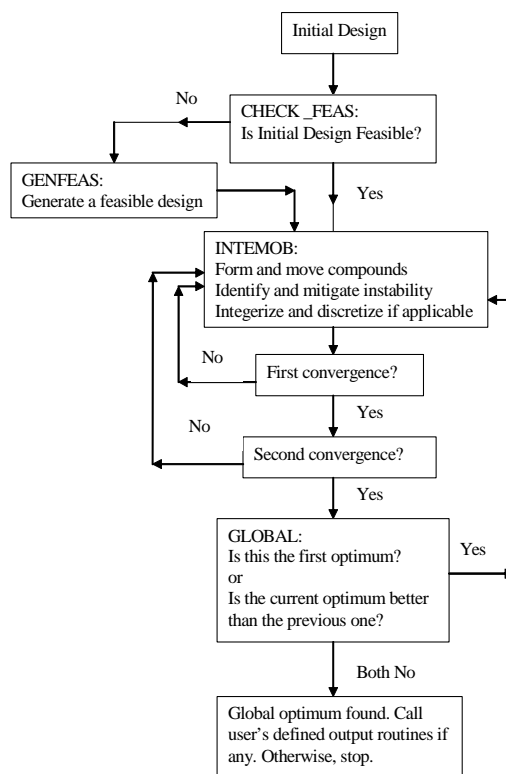 Initial Design
No
CHECK _FEAS:
Is Initial Design Feasible?
GENFEAS:
Generate a feasible design
Yes
INTEMOB:
Form and move compounds
Identify and mitigate instability
Integerize and discretize if applicable
No
First convergence?
Yes
No
Second convergence?
Yes
GLOBAL:
Is this the first optimum?
or
Is the current optimum better
than the previous one?
Yes
Both No
Global optimum found. Call
user’s defined output routines if
any. Otherwise, stop.